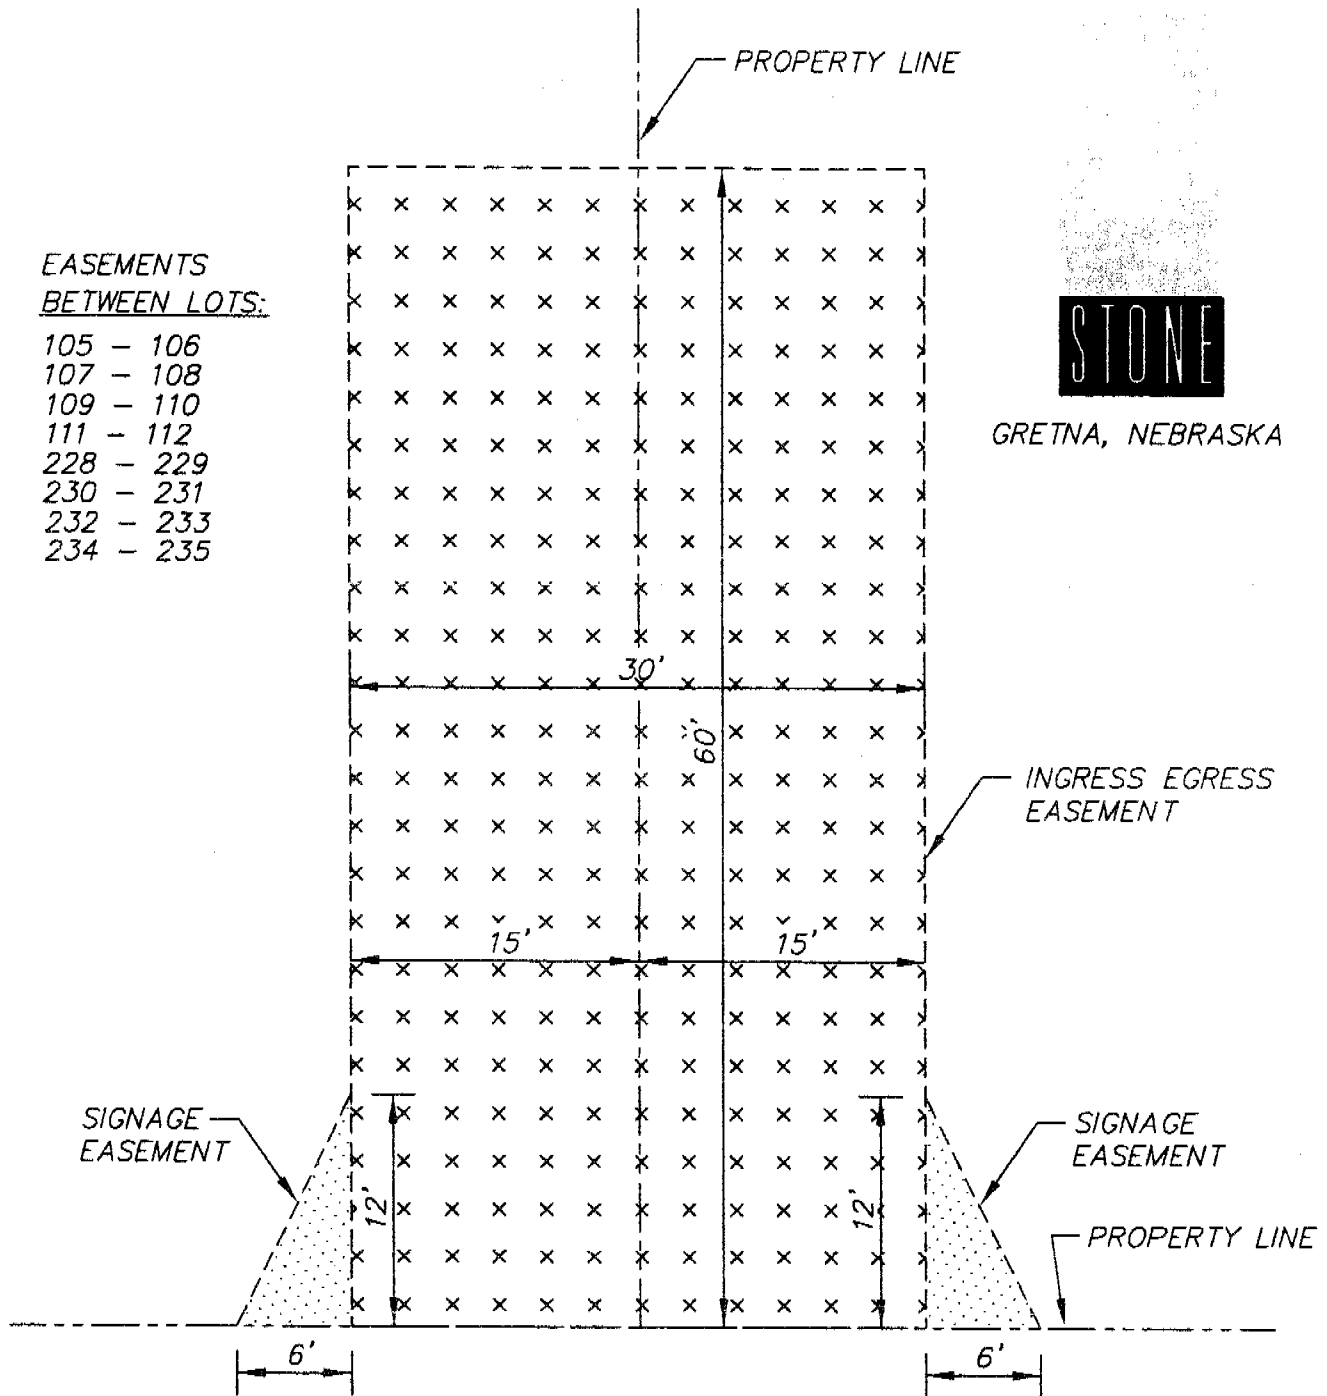 PROPERTY LINE
EASEMENTS
BETWEEN LOTS:
105 - 106
107 - 108
109 - 110
111 - 112
228 - 229
230 - 231
232 - 233
234 - 235
STONE
GRETNA, NEBRASKA
30'
60'
INGRESS EGRESS
EASEMENT
15'
15'
SIGNAGE
EASEMENT
12'
12'
SIGNAGE
EASEMENT
PROPERTY LINE
6'
6'